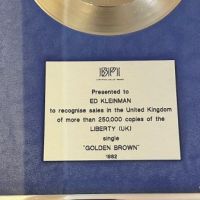 BPI
Presented to
ED KLEINMAN
to recognise sales in the United Kingdom
of more than 250,000 copies of the
LIBERTY (UK)
single
"GOLDEN BROWN"
1982